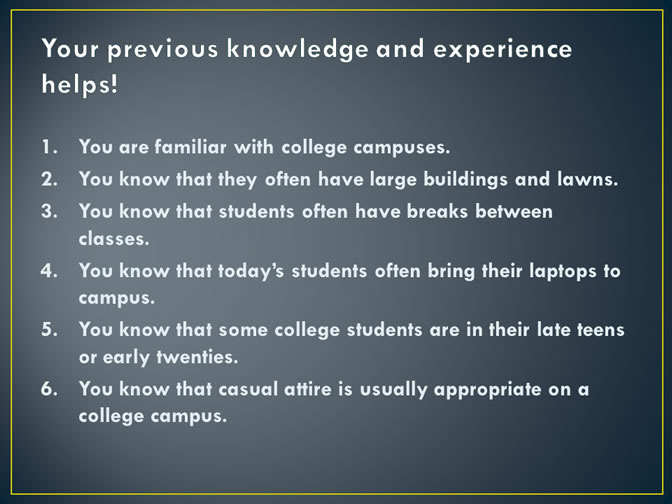 Your previous knowledge and experience
helps!
1. You are familiar with college campuses.
2. You know that they often have large buildings and lawns.
3. You know that students often have breaks between
classes.
4. You know that today's students often bring their laptops to
campus.
5. You know that some college students are in their late teens
or early twenties.
6. You know that casual attire is usually appropriate on a
college campus.